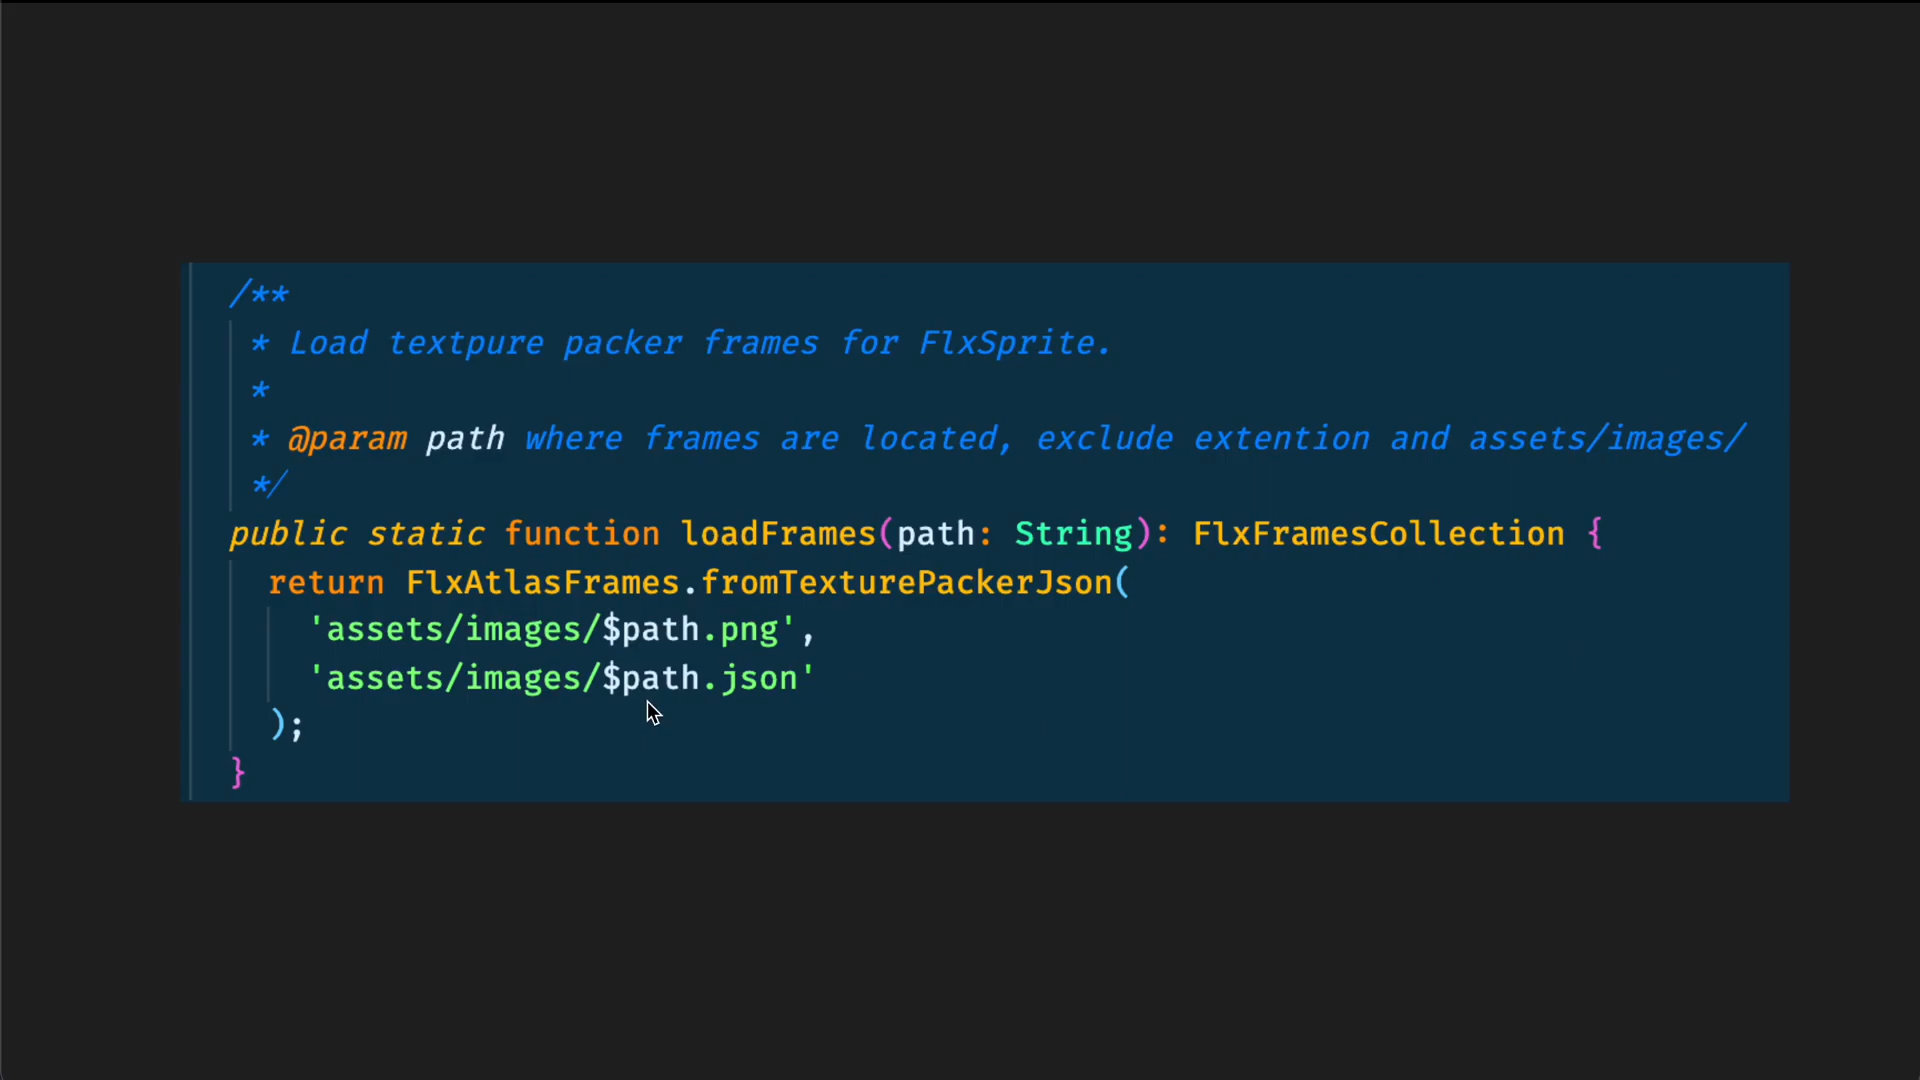 /**
* Load textpure packer frames for FlxSprite.
*
* @param path where frames are located, exclude extention and assets/images/
*/
public static function loadFrames(path: String): FlxFramesCollection {
return FlxAtlasFrames.fromTexturePackerJson(
'assets/images/$path.png',
'assets/images/$path.json'
);
}